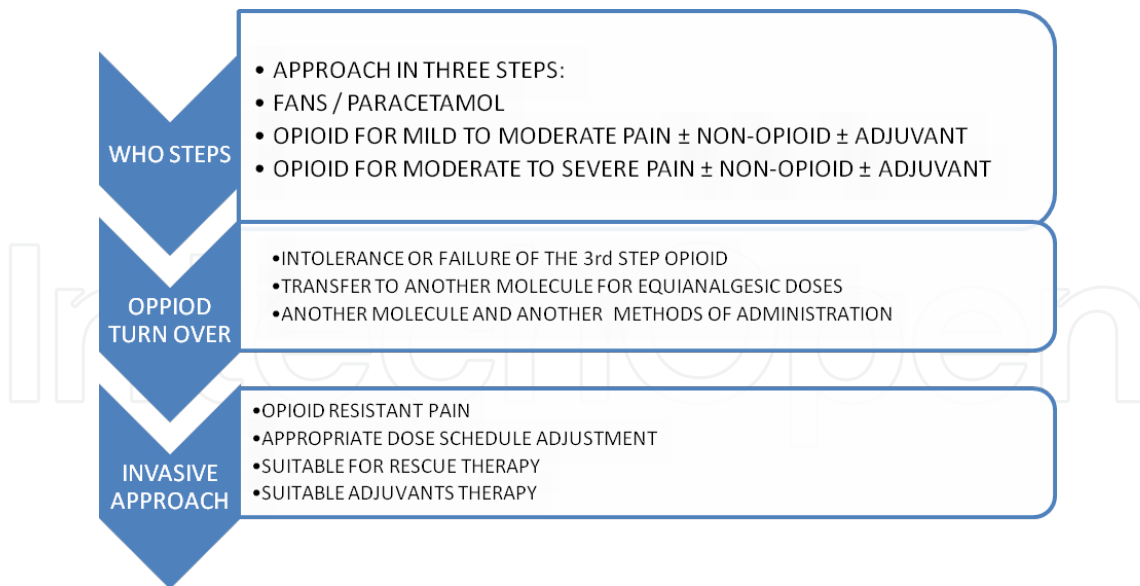 WHO STEPS
• APPROACH IN THREE STEPS:
• FANS / PARACETAMOL
• OPIOID FOR MILD TO MODERATE PAIN ± NON-OPIOID ± ADJUVANT
• OPIOID FOR MODERATE TO SEVERE PAIN ± NON-OPIOID ± ADJUVANT
OPPIOD
TURN OVER
•INTOLERANCE OR FAILURE OF THE 3rd STEP OPIOID
•TRANSFER TO ANOTHER MOLECULE FOR EQUIANALGESIC DOSES
•ANOTHER MOLECULE AND ANOTHER METHODS OF ADMINISTRATION
INVASIVE
APPROACH
•OPIOID RESISTANT PAIN
•APPROPRIATE DOSE SCHEDULE ADJUSTMENT
•SUITABLE FOR RESCUE THERAPY
•SUITABLE ADJUVANTS THERAPY
IntechOpen